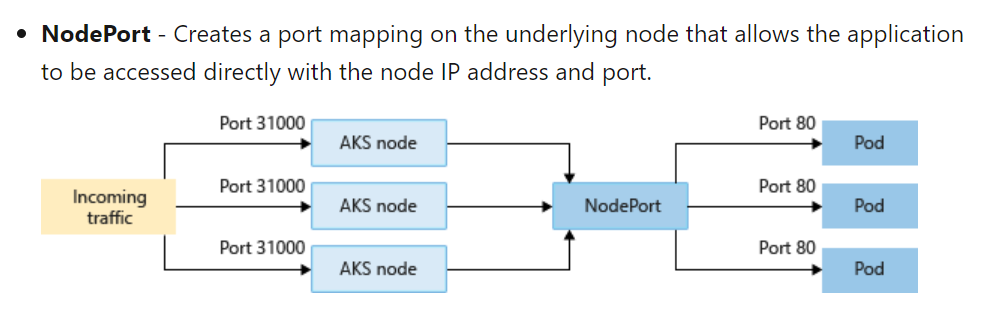 • NodePort - Creates a port mapping on the underlying node that allows the application
to be accessed directly with the node IP address and port.
Port 31000
AKS node
Port 80
Pod
Incoming
traffic
Port 31000
AKS node
NodePort
Port 80
Pod
Port 31000
AKS node
Port 80
Pod